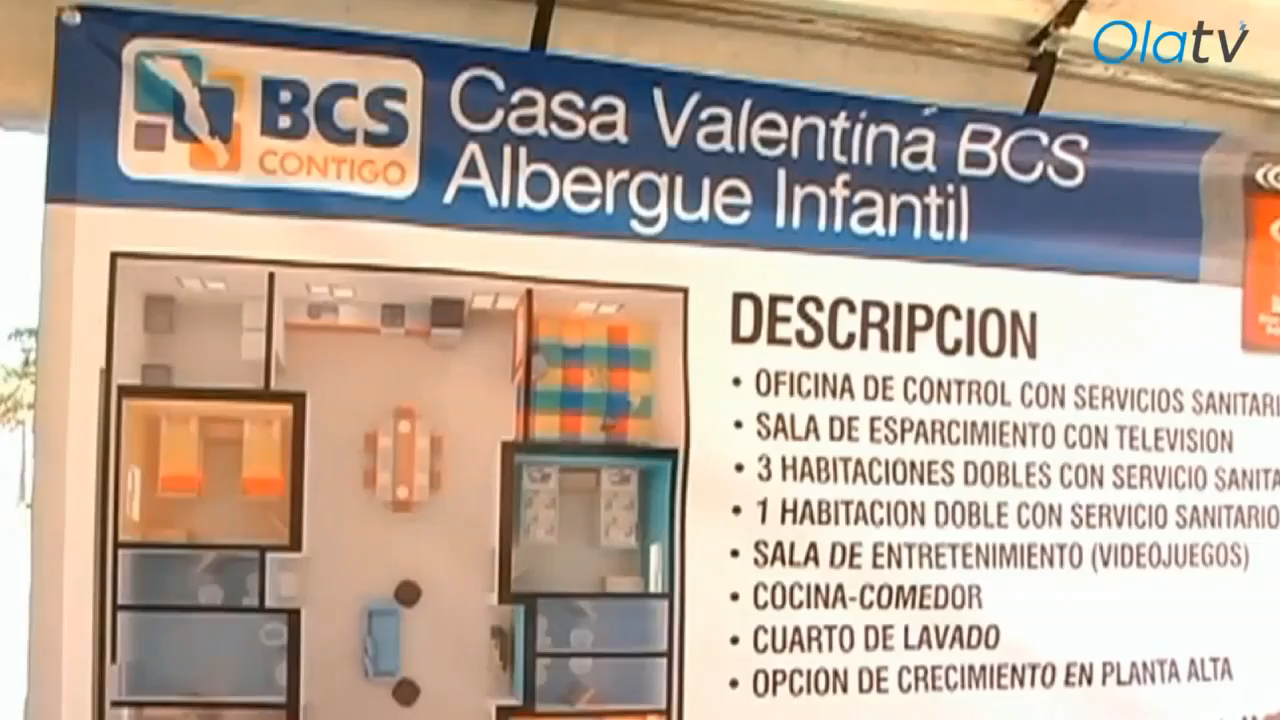 Olatv
BCS
CONTIGO
Casa Valentina BCS
Albergue Infantil
DESCRIPCION
• OFICINA DE CONTROL CON SERVICIOS
• SALA DE ESPARCIMIENTO CON TELEVISION
• 3 HABITACIONES DOBLES CON SERVICIO
• 1 HABITACION DOBLE CON SERVICIO SANITARIO
• SALA DE ENTRETENIMIENTO (VIDEOJUEGOS)
• COCINA-COMEDOR
• CUARTO DE LAVADO
• OPCION DE CRECIMIENTO EN PLANTA ALTA